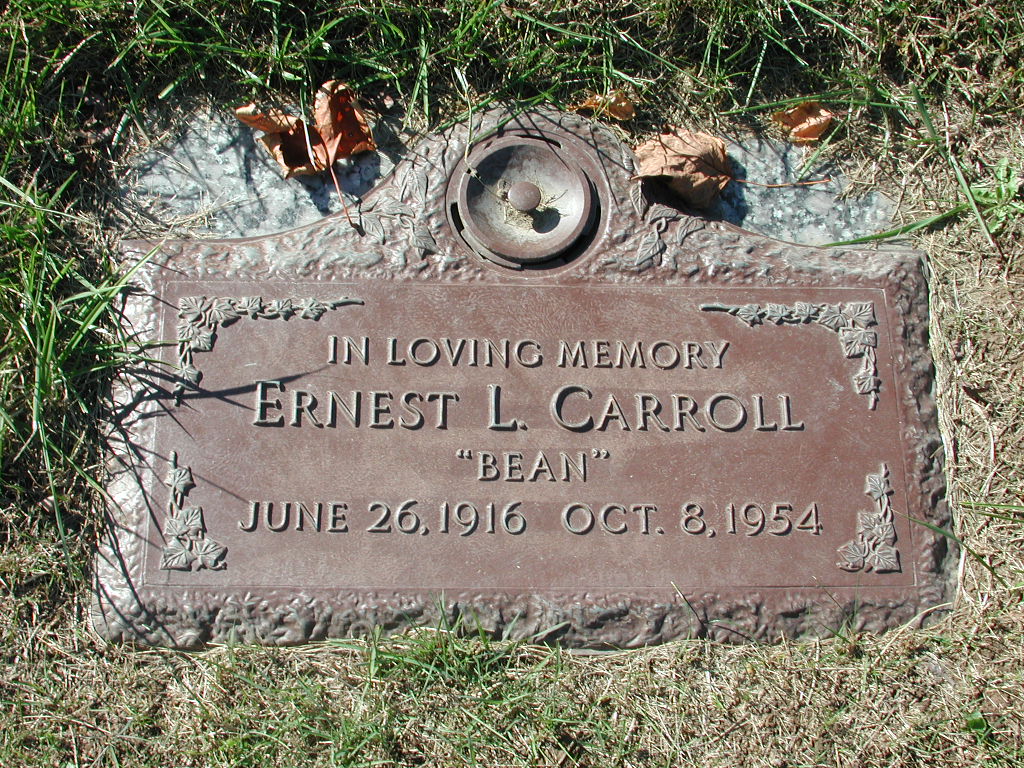 IN LOVING MEMORY
ERNEST L. CARROLL
"BEAN"
JUNE 26, 1916 OCT. 8, 1954